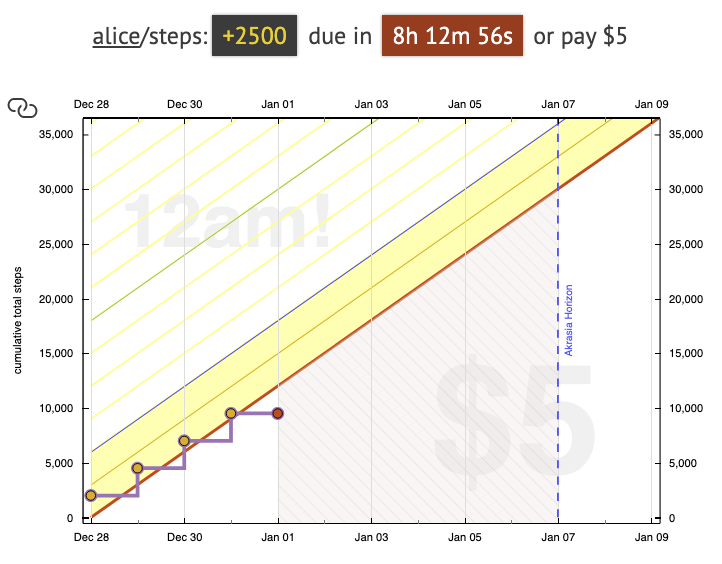 alice/steps: +2500 due in 8h 12m 56s or pay $5
Dec 28 Dec 30 Jan 01 Jan 03 Jan 05 Jan 07 Jan 09
35,000 35,000
30,000 30,000
12am!
25,000 25,000
20,000 20,000
cumulative total steps
Akrasia Horizon
15,000 15,000
10,000 10,000
$5
5,000 5,000
0 0
Dec 28 Dec 30 Jan 01 Jan 03 Jan 05 Jan 07 Jan 09